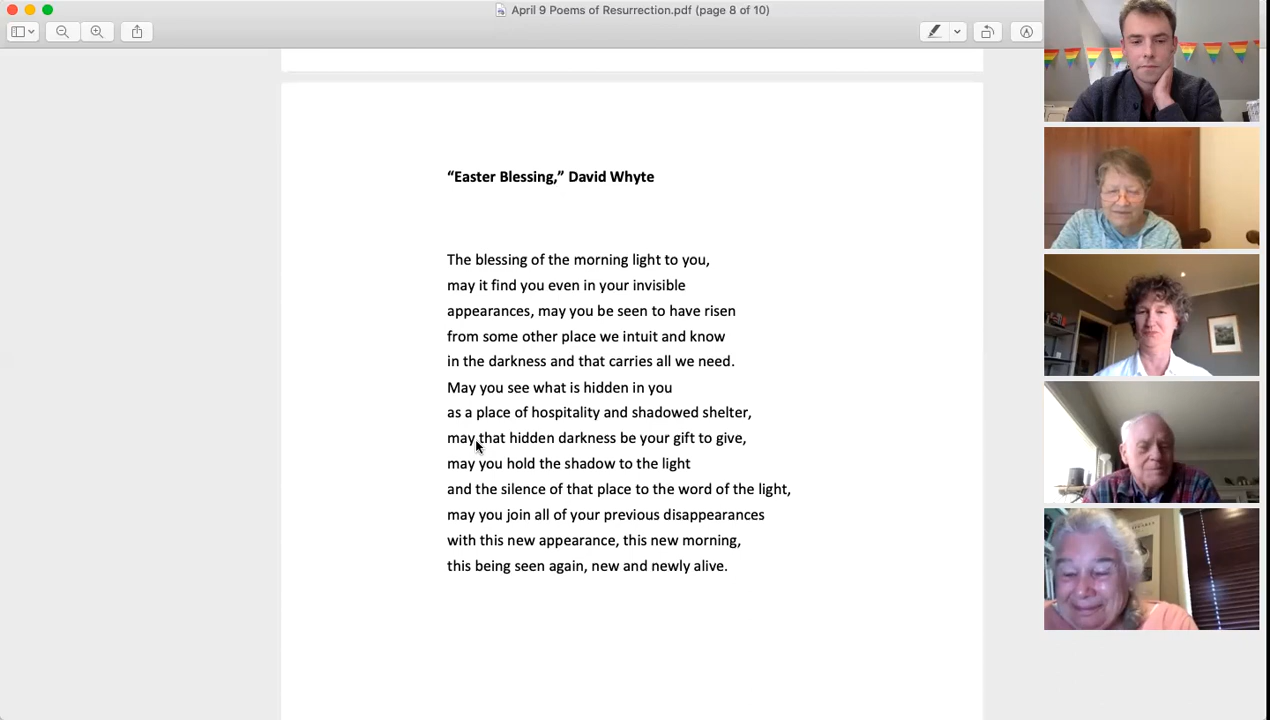 April 9 Poems of Resurrection.pdf (page 8 of 10)
“Easter Blessing,” David Whyte
The blessing of the morning light to you,
may it find you even in your invisible
appearances, may you be seen to have risen
from some other place we intuit and know
in the darkness and that carries all we need.
May you see what is hidden in you
as a place of hospitality and shadowed shelter,
may that hidden darkness be your gift to give,
may you hold the shadow to the light
and the silence of that place to the word of the light,
may you join all of your previous disappearances
with this new appearance, this new morning,
this being seen again, new and newly alive.